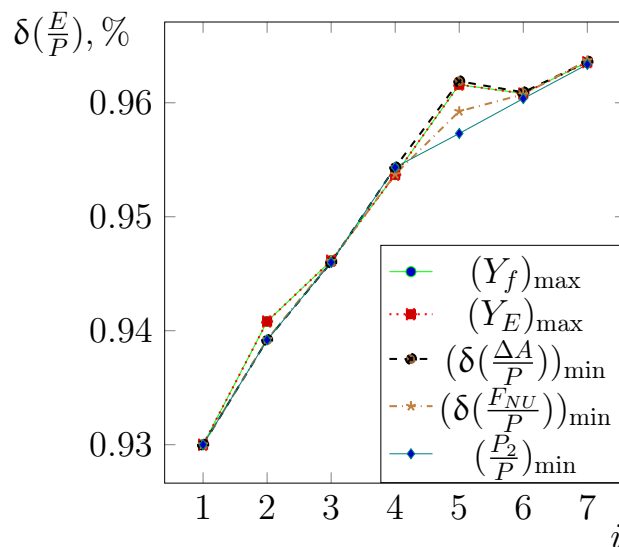 δ(E/P), %
0.96
0.95
0.94
0.93
1 2 3 4 5 6 7
i
(Y_f)_max
(Y_E)_max
(δ(ΔA/P))_min
(δ(F_NU/P))_min
(P_2/P)_min